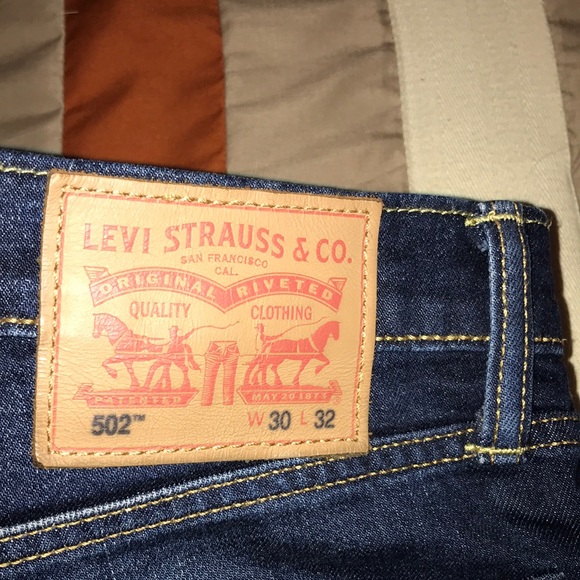 LEVI STRAUSS & CO.
SAN FRANCISCO
CAL.
ORIGINAL RIVETED
QUALITY CLOTHING
PATENTED MAY 20 1873
502™ W 30 L 32